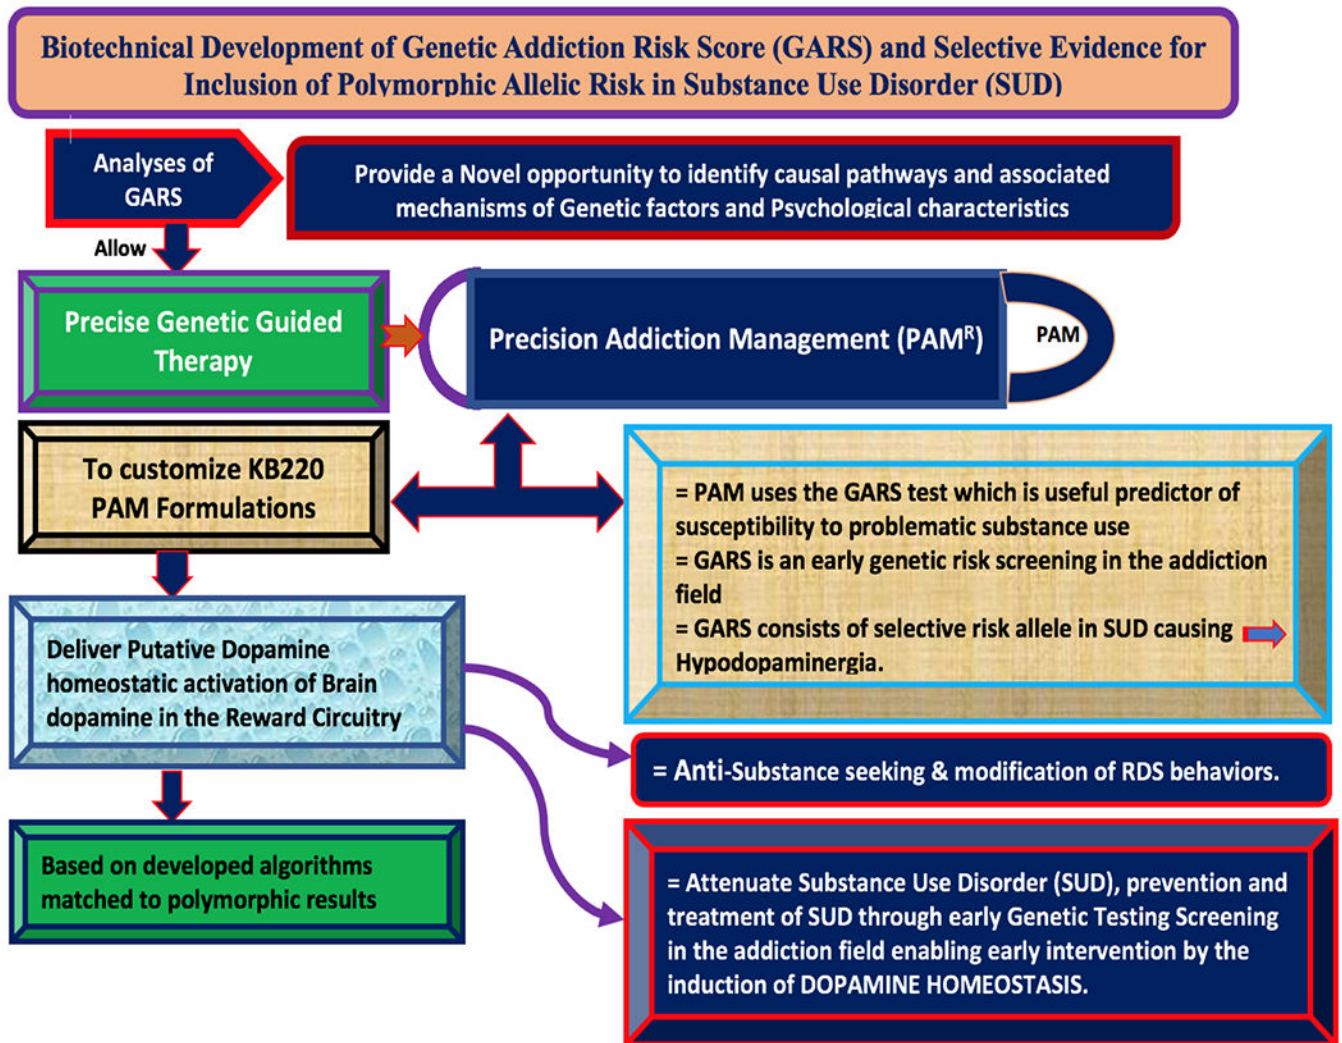 Biotechnical Development of Genetic Addiction Risk Score (GARS) and Selective Evidence for
Inclusion of Polymorphic Allelic Risk in Substance Use Disorder (SUD)
Analyses of
GARS
Provide a Novel opportunity to identify causal pathways and associated
mechanisms of Genetic factors and Psychological characteristics
Allow
Precise Genetic Guided
Therapy
Precision Addiction Management (PAMᴿ)
PAM
To customize KB220
PAM Formulations
= PAM uses the GARS test which is useful predictor of
susceptibility to problematic substance use
= GARS is an early genetic risk screening in the addiction
field
= GARS consists of selective risk allele in SUD causing
Hypodopaminergia.
Deliver Putative Dopamine
homeostatic activation of Brain
dopamine in the Reward Circuitry
= Anti-Substance seeking & modification of RDS behaviors.
Based on developed algorithms
matched to polymorphic results
= Attenuate Substance Use Disorder (SUD), prevention and
treatment of SUD through early Genetic Testing Screening
in the addiction field enabling early intervention by the
induction of DOPAMINE HOMEOSTASIS.